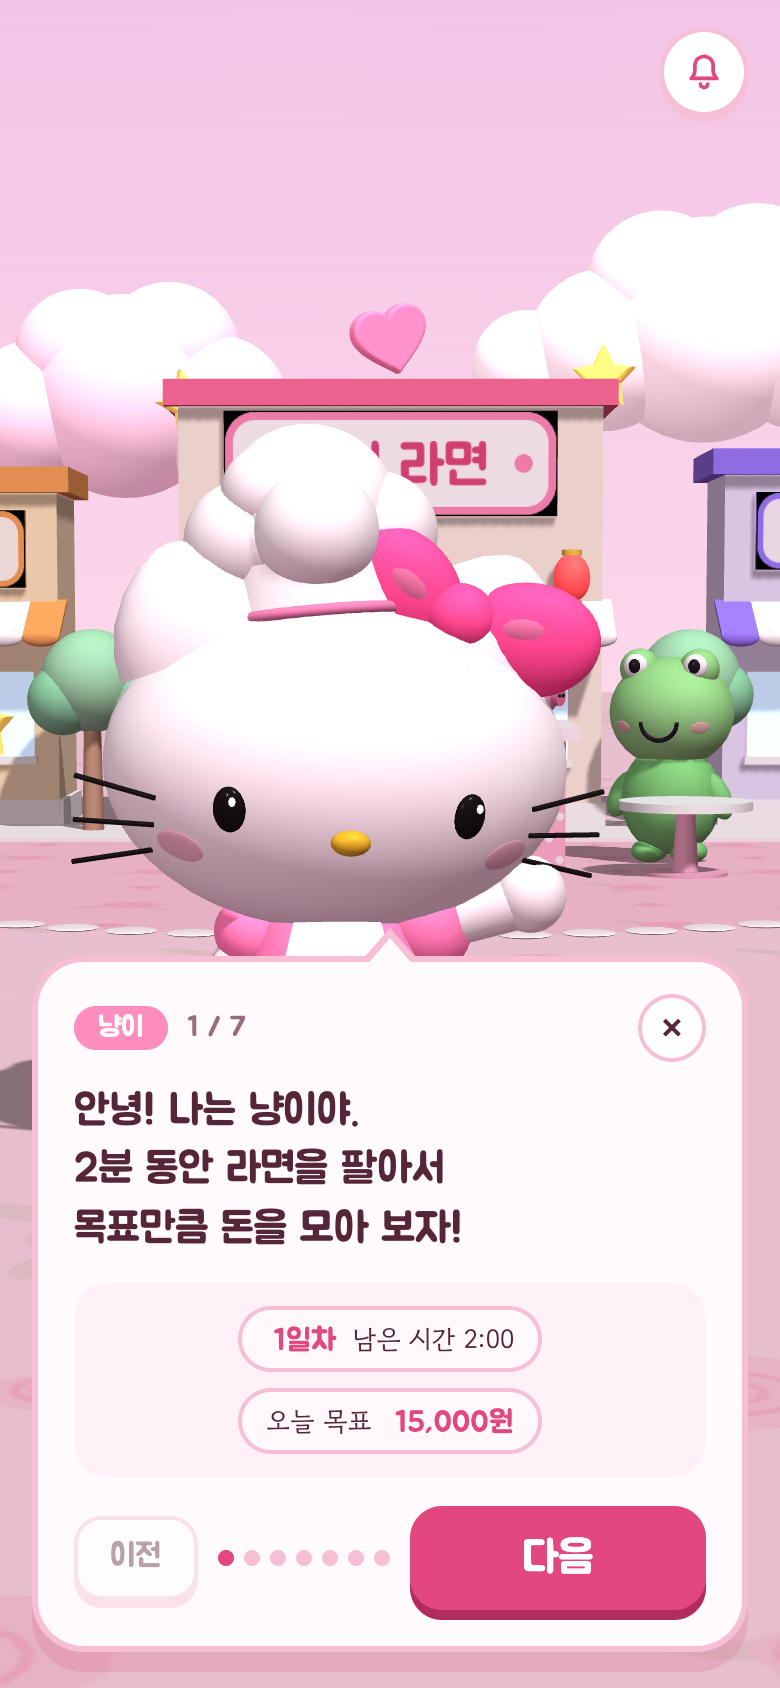 라면
냥이
1 / 7
안녕! 나는 냥이야.
2분 동안 라면을 팔아서
목표만큼 돈을 모아 보자!
1일차 남은 시간 2:00
오늘 목표 15,000원
이전
다음